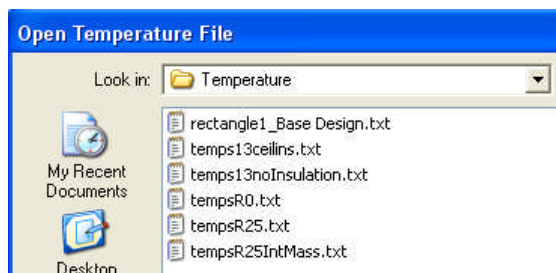 Open Temperature File
Look in: Temperature
rectangle1_Base Design.txt
temps13ceilins.txt
temps13noInsulation.txt
tempsR0.txt
tempsR25.txt
tempsR25IntMass.txt
My Recent
Documents
Desktop